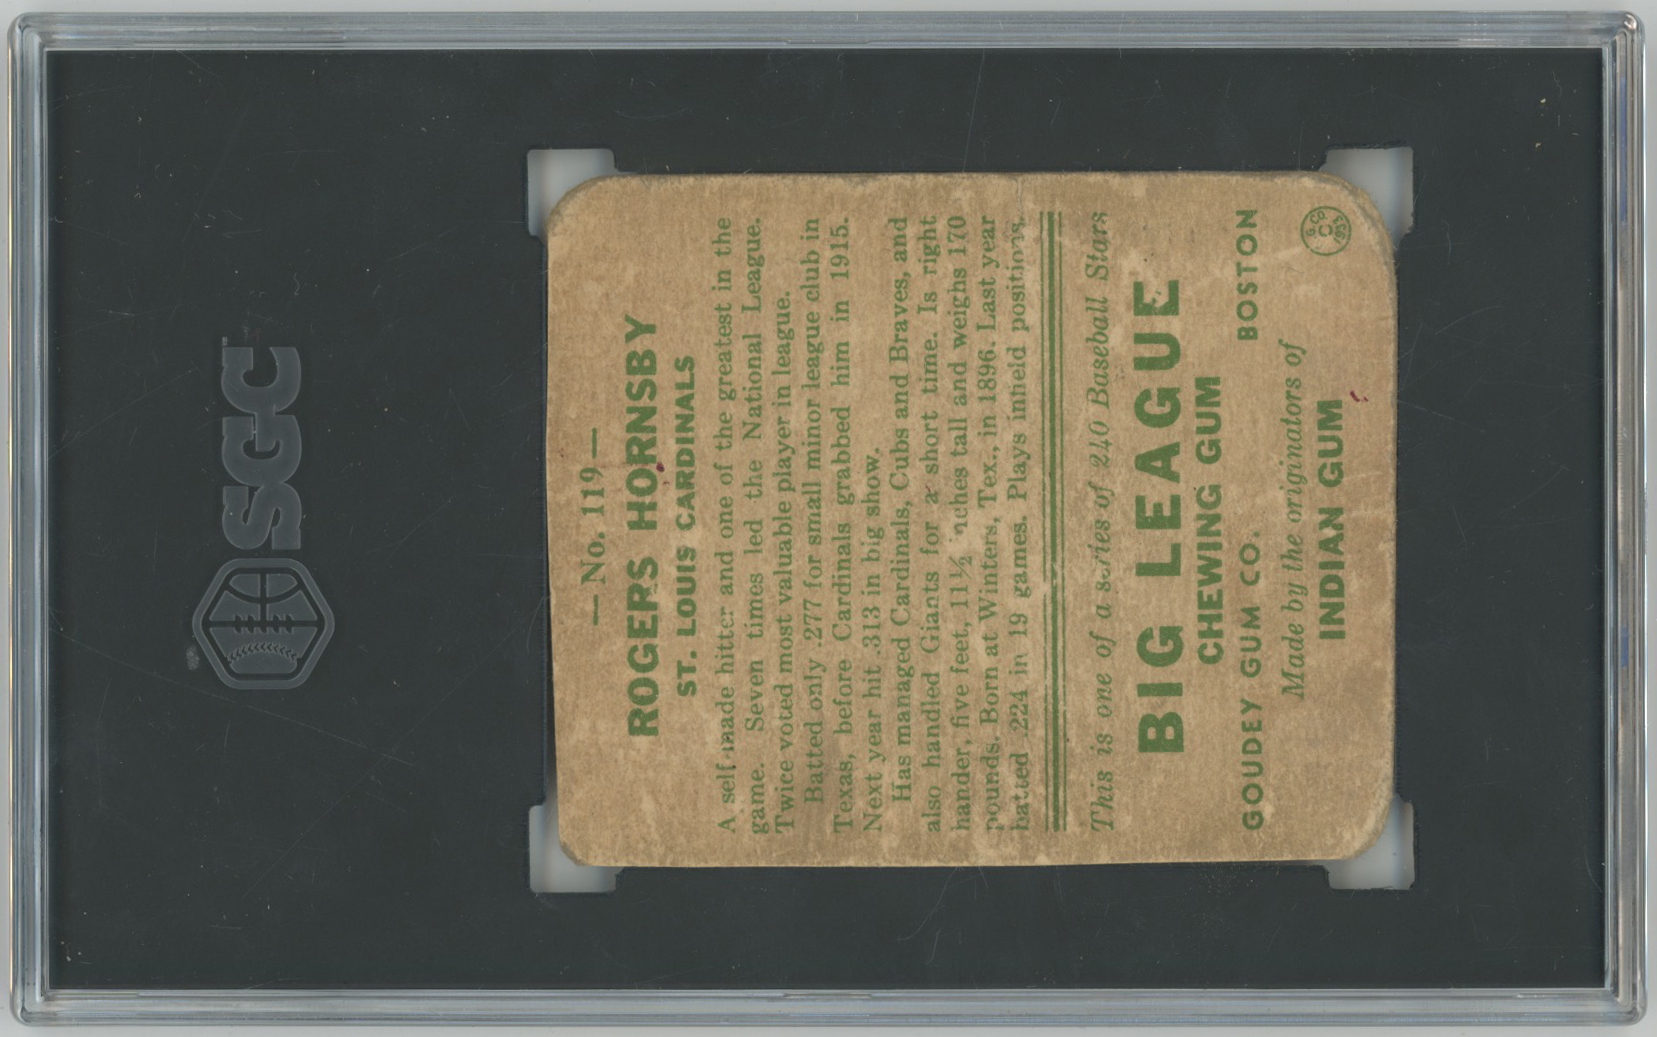 SGC
— No. 119 —
ROGERS HORNSBY
ST. LOUIS CARDINALS
A self-made hitter and one of the greatest in the
game. Seven times led the National League.
Twice voted most valuable player in league.
Batted only .277 for small minor league club in
Texas, before Cardinals grabbed him in 1915.
Next year hit .313 in big show.
Has managed Cardinals, Cubs and Braves, and
also handled Giants for a short time. Is right
hander, five feet, 11½ inches tall and weighs 170
pounds. Born at Winters, Tex., in 1896. Last year
batted .224 in 19 games. Plays infield positions.
This is one of a series of 240 Baseball Stars
BIG LEAGUE
CHEWING GUM
GOUDEY GUM CO. BOSTON
Made by the originators of
INDIAN GUM
G. CO.
C
1933